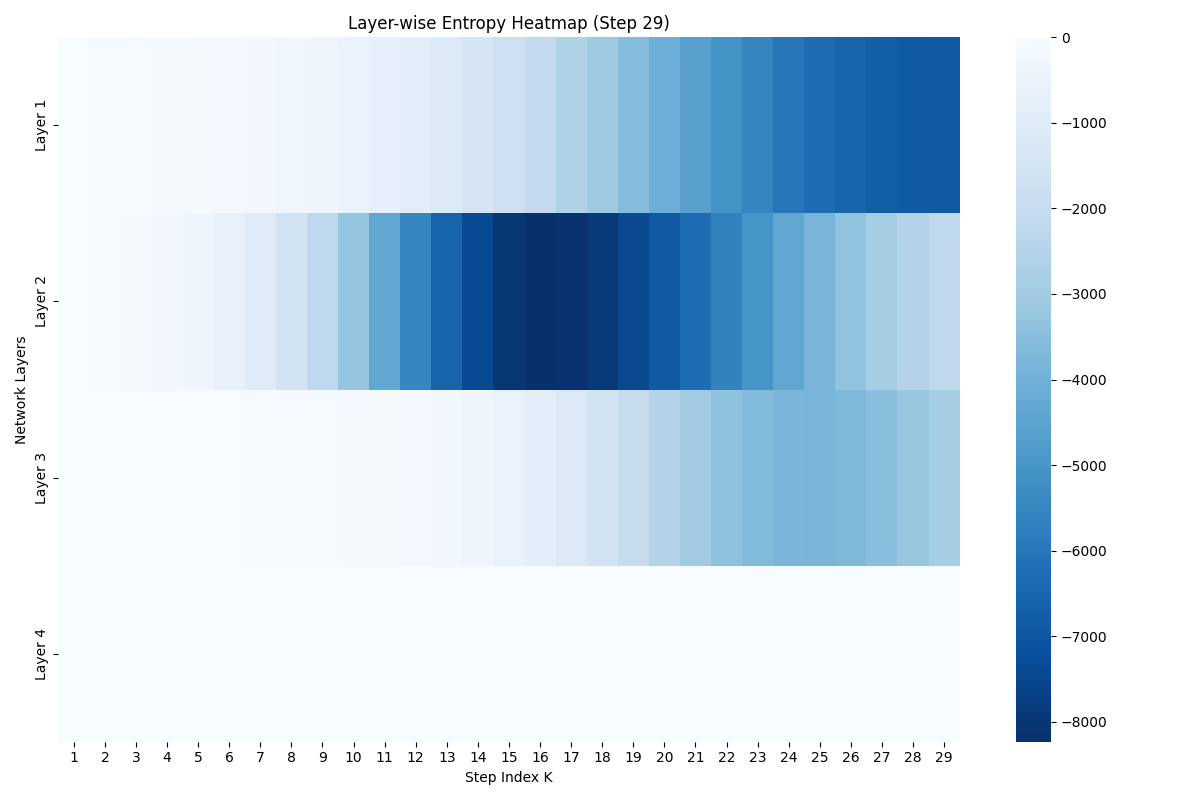 Layer-wise Entropy Heatmap (Step 29)
Network Layers
Layer 1
Layer 2
Layer 3
Layer 4
1 2 3 4 5 6 7 8 9 10 11 12 13 14 15 16 17 18 19 20 21 22 23 24 25 26 27 28 29
Step Index K
0
−1000
−2000
−3000
−4000
−5000
−6000
−7000
−8000